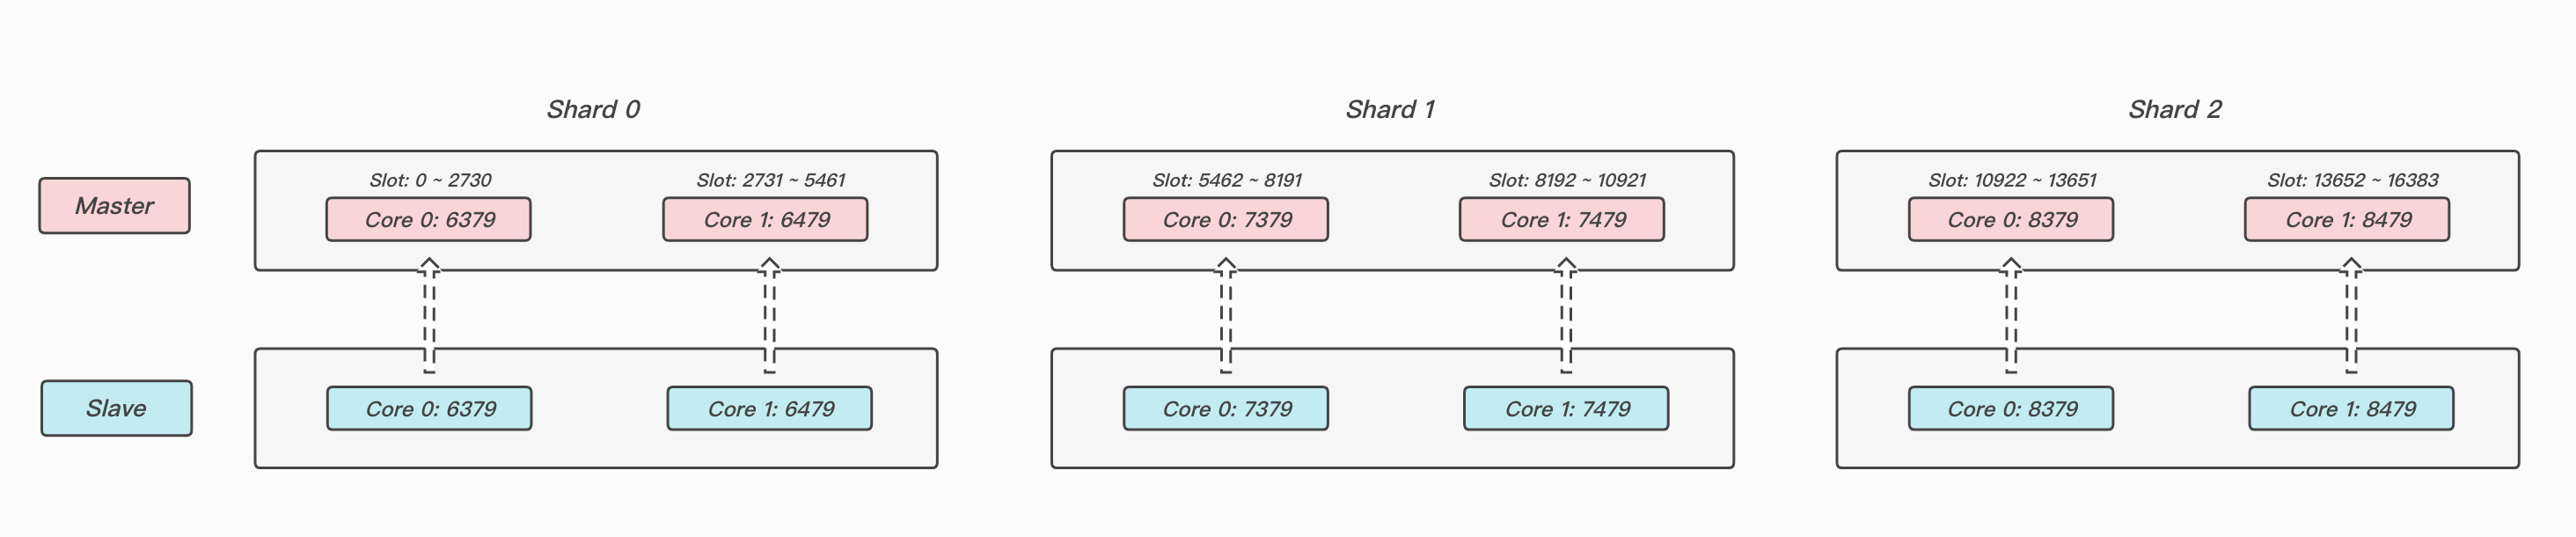 Shard 0
Shard 1
Shard 2
Master
Slot: 0 ~ 2730
Slot: 2731 ~ 5461
Slot: 5462 ~ 8191
Slot: 8192 ~ 10921
Slot: 10922 ~ 13651
Slot: 13652 ~ 16383
Core 0: 6379
Core 1: 6479
Core 0: 7379
Core 1: 7479
Core 0: 8379
Core 1: 8479
Slave
Core 0: 6379
Core 1: 6479
Core 0: 7379
Core 1: 7479
Core 0: 8379
Core 1: 8479